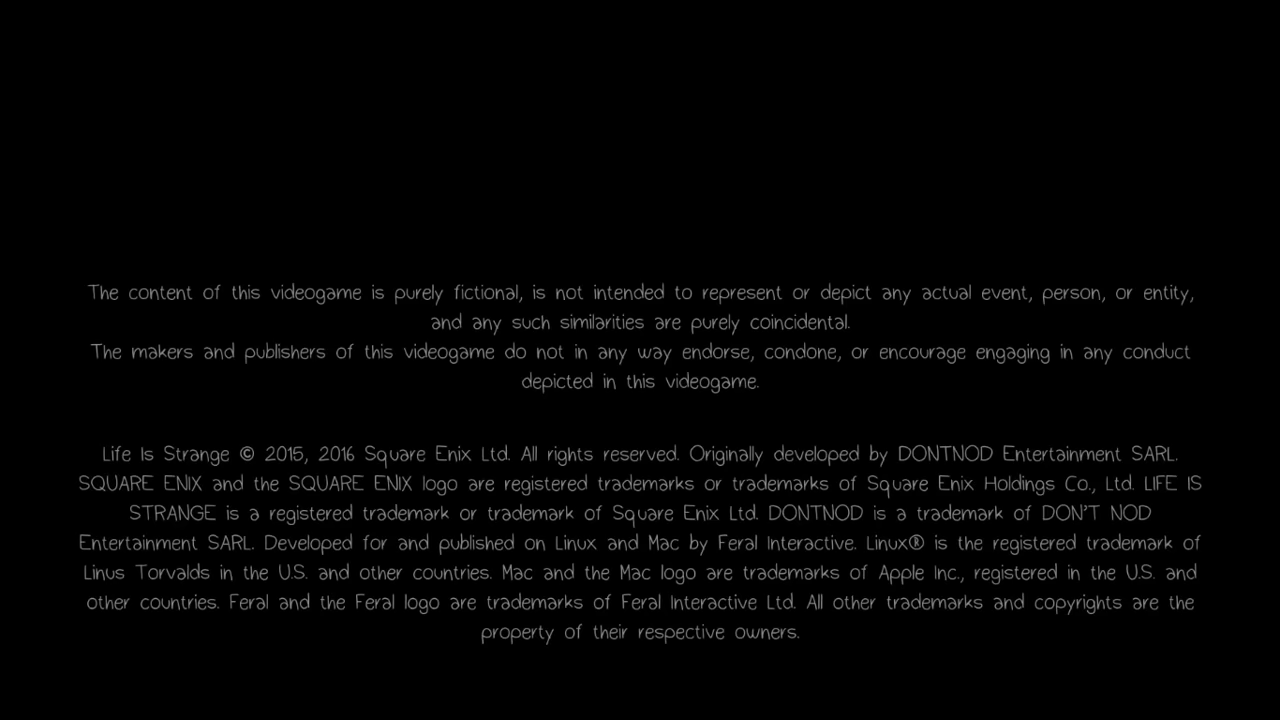 The content of this videogame is purely fictional, is not intended to represent or depict any actual event, person, or entity,
and any such similarities are purely coincidental.
The makers and publishers of this videogame do not in any way endorse, condone, or encourage engaging in any conduct
depicted in this videogame.
Life Is Strange © 2015, 2016 Square Enix Ltd. All rights reserved. Originally developed by DONTNOD Entertainment SARL.
SQUARE ENIX and the SQUARE ENIX logo are registered trademarks or trademarks of Square Enix Holdings Co., Ltd. LIFE IS
STRANGE is a registered trademark or trademark of Square Enix Ltd. DONTNOD is a trademark of DON'T NOD
Entertainment SARL. Developed for and published on Linux and Mac by Feral Interactive. Linux® is the registered trademark of
Linus Torvalds in the U.S. and other countries. Mac and the Mac logo are trademarks of Apple Inc., registered in the U.S. and
other countries. Feral and the Feral logo are trademarks of Feral Interactive Ltd. All other trademarks and copyrights are the
property of their respective owners.